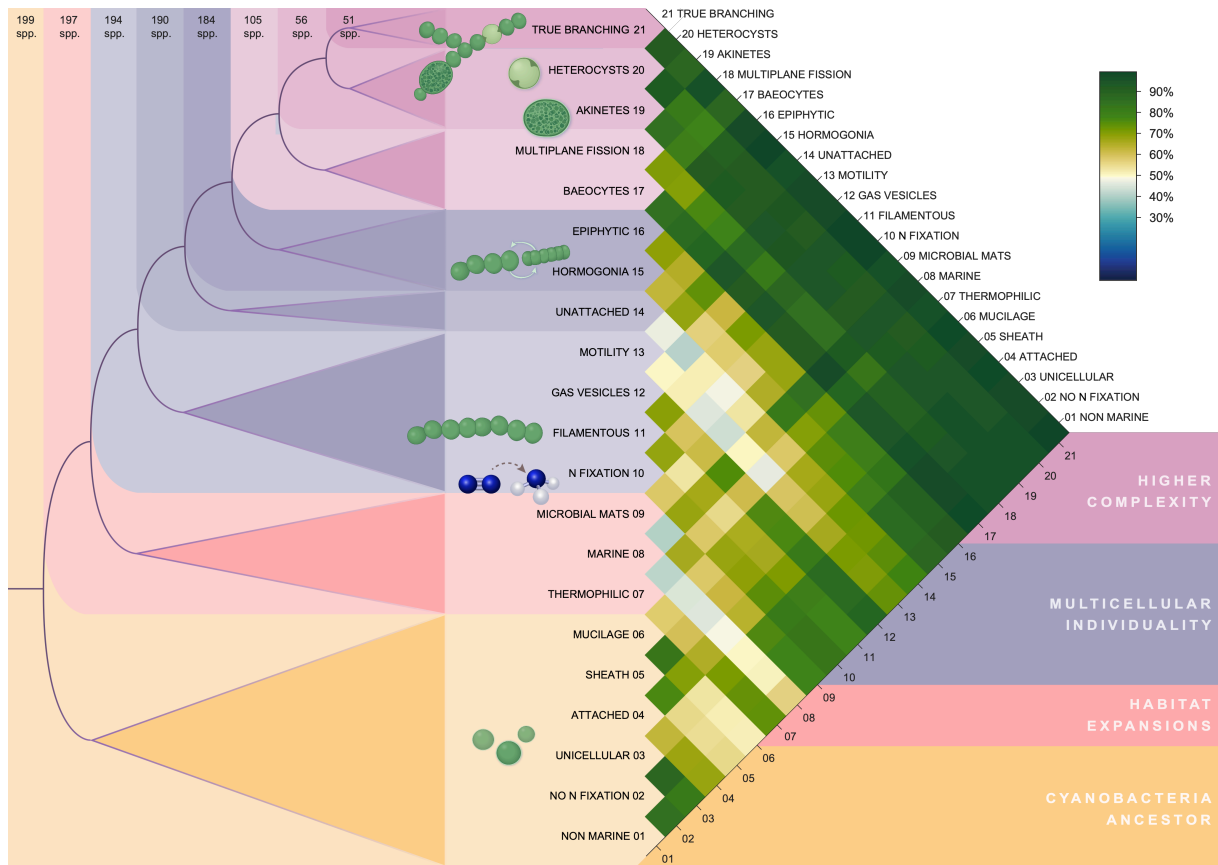 199 spp.
197 spp.
194 spp.
190 spp.
184 spp.
105 spp.
56 spp.
51 spp.
TRUE BRANCHING 21
HETEROCYSTS 20
AKINETES 19
MULTIPLANE FISSION 18
BAEOCYTES 17
EPIPHYTIC 16
HORMOGONIA 15
UNATTACHED 14
MOTILITY 13
GAS VESICLES 12
FILAMENTOUS 11
N FIXATION 10
MICROBIAL MATS 09
MARINE 08
THERMOPHILIC 07
MUCILAGE 06
SHEATH 05
ATTACHED 04
UNICELLULAR 03
NO N FIXATION 02
NON MARINE 01
21 TRUE BRANCHING
20 HETEROCYSTS
19 AKINETES
18 MULTIPLANE FISSION
17 BAEOCYTES
16 EPIPHYTIC
15 HORMOGONIA
14 UNATTACHED
13 MOTILITY
12 GAS VESICLES
11 FILAMENTOUS
10 N FIXATION
09 MICROBIAL MATS
08 MARINE
07 THERMOPHILIC
06 MUCILAGE
05 SHEATH
04 ATTACHED
03 UNICELLULAR
02 NO N FIXATION
01 NON MARINE
90%
80%
70%
60%
50%
40%
30%
21
20
19
18
17
16
15
14
13
12
11
10
09
08
07
06
05
04
03
02
01
HIGHER
COMPLEXITY
MULTICELLULAR
INDIVIDUALITY
HABITAT
EXPANSIONS
CYANOBACTERIA
ANCESTOR